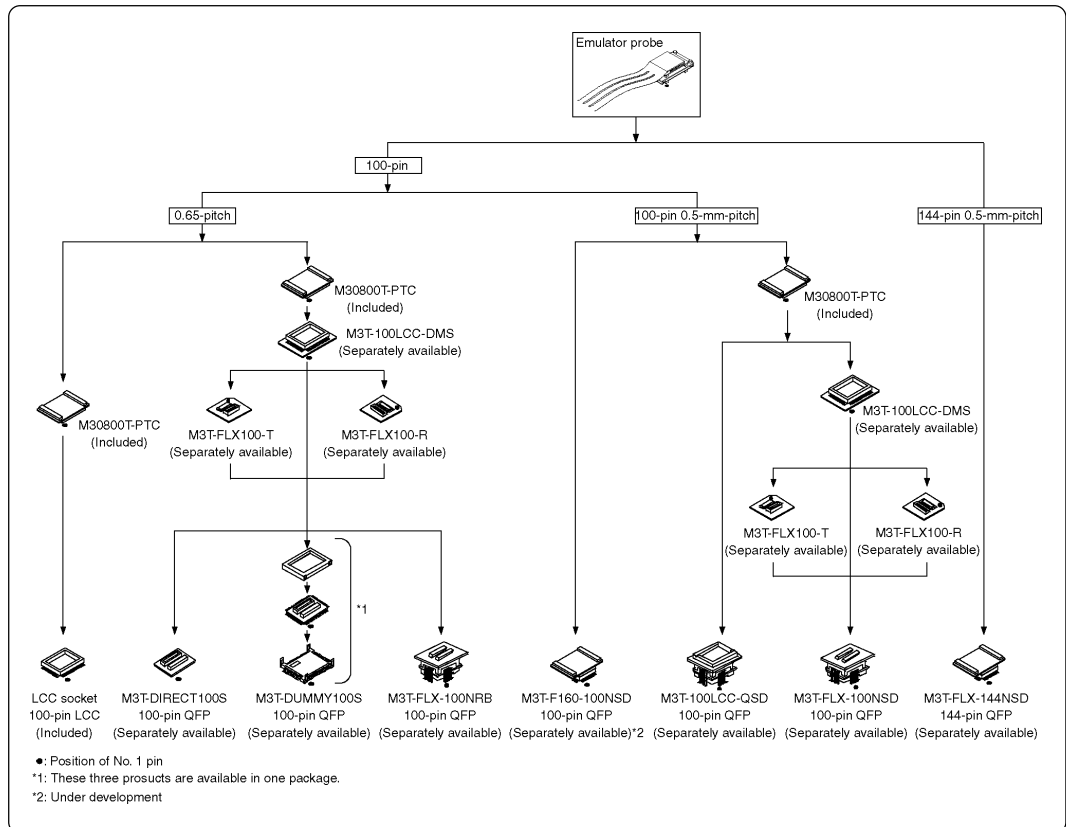 Emulator probe
100-pin
0.65-pitch
100-pin 0.5-mm-pitch
144-pin 0.5-mm-pitch
M30800T-PTC
(Included)
M3T-100LCC-DMS
(Separately available)
M30800T-PTC
(Included)
M3T-FLX100-T
(Separately available)
M3T-FLX100-R
(Separately available)
M30800T-PTC
(Included)
M3T-100LCC-DMS
(Separately available)
M3T-FLX100-T
(Separately available)
M3T-FLX100-R
(Separately available)
*1
LCC socket
100-pin LCC
(Included)
M3T-DIRECT100S
100-pin QFP
(Separately available)
M3T-DUMMY100S
100-pin QFP
(Separately available)
M3T-FLX-100NRB
100-pin QFP
(Separately available)
M3T-F160-100NSD
100-pin QFP
(Separately available)*2
M3T-100LCC-QSD
100-pin QFP
(Separately available)
M3T-FLX-100NSD
100-pin QFP
(Separately available)
M3T-FLX-144NSD
144-pin QFP
(Separately available)
●: Position of No. 1 pin
*1: These three prosucts are available in one package.
*2: Under development